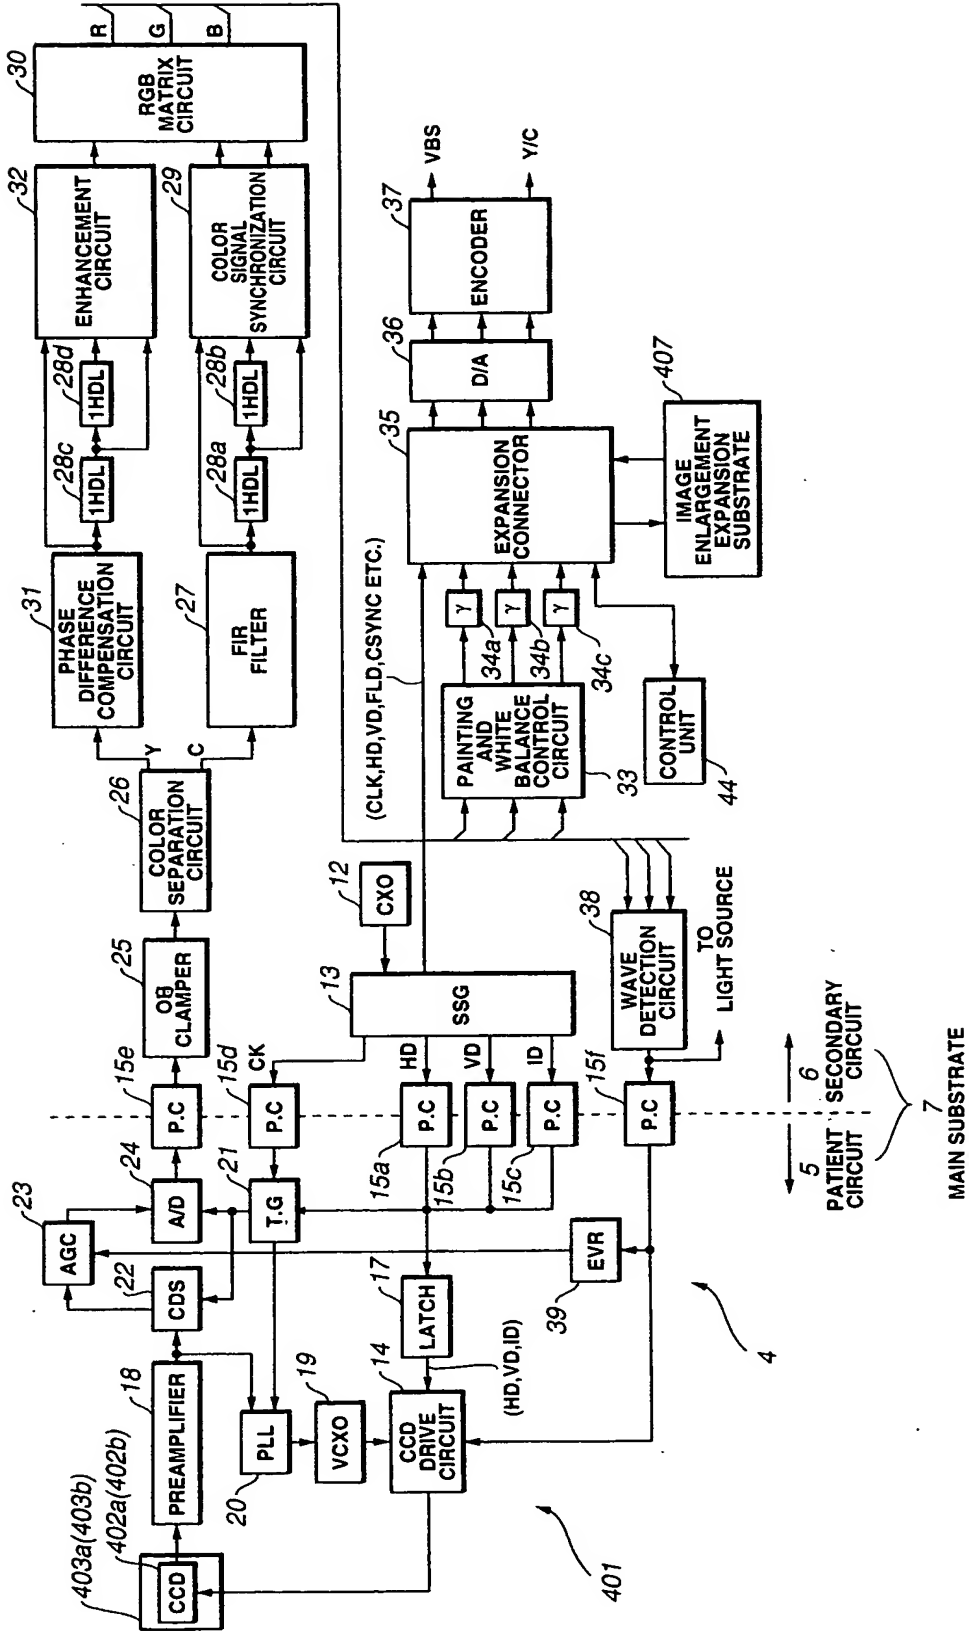 403a(403b)
402a(402b)
CCD
18
PREAMPLIFIER
22
CDS
23
AGC
24
A/D
15e
P.C
25
OB
CLAMPER
26
COLOR
SEPARATION
CIRCUIT
Y
C
31
PHASE
DIFFERENCE
COMPENSATION
CIRCUIT
27
FIR
FILTER
28c
1HDL
28d
1HDL
28a
1HDL
28b
1HDL
32
ENHANCEMENT
CIRCUIT
29
COLOR
SIGNAL
SYNCHRONIZATION
CIRCUIT
30
RGB
MATRIX
CIRCUIT
R
G
B
20
PLL
19
VCXO
14
CCD
DRIVE
CIRCUIT
17
LATCH
(HD,VD,ID)
21
T.G
15d
P.C
CK
15a
P.C
HD
15b
P.C
VD
15c
P.C
ID
13
SSG
12
CXO
(CLK,HD,VD,FLD,CSYNC ETC.)
33
PAINTING
AND
WHITE
BALANCE
CONTROL
CIRCUIT
γ
34a
γ
34b
γ
34c
35
EXPANSION
CONNECTOR
36
D/A
37
ENCODER
VBS
Y/C
44
CONTROL
UNIT
407
IMAGE
ENLARGEMENT
EXPANSION
SUBSTRATE
39
EVR
15f
P.C
38
WAVE
DETECTION
CIRCUIT
TO
LIGHT SOURCE
401
4
5
PATIENT
CIRCUIT
6
SECONDARY
CIRCUIT
7
MAIN SUBSTRATE